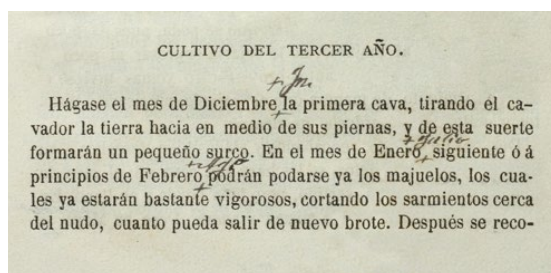 CULTIVO DEL TERCER AÑO.
Hágase el mes de Diciembre la primera cava, tirando el ca-
vador la tierra hacia en medio de sus piernas, y de esta suerte
formarán un pequeño surco. En el mes de Enero siguiente ó á
principios de Febrero podrán podarse ya los majuelos, los cua-
les ya estarán bastante vigorosos, cortando los sarmientos cerca
del nudo, cuanto pueda salir de nuevo brote. Después se reco-